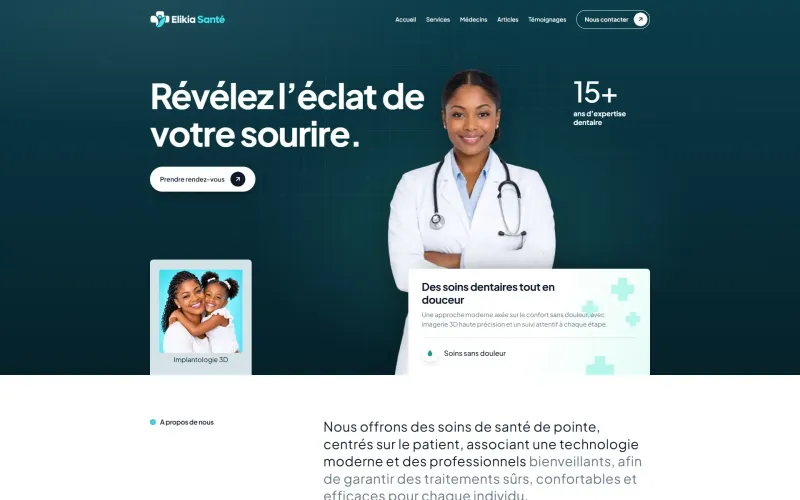 Elikia Santé
Accueil Services Médecins Articles Témoignages Nous contacter
Révélez l'éclat de
votre sourire.
15+
ans d'expertise
dentaire
Prendre rendez-vous
Implantologie 3D
Des soins dentaires tout en
douceur
Une approche moderne axée sur le confort sans douleur, avec
imagerie 3D haute précision et un suivi attentif à chaque étape.
Soins sans douleur
A propos de nous
Nous offrons des soins de santé de pointe,
centrés sur le patient, associant une technologie
moderne et des professionnels bienveillants, afin
de garantir des traitements sûrs, confortables et
efficaces pour chaque individu.